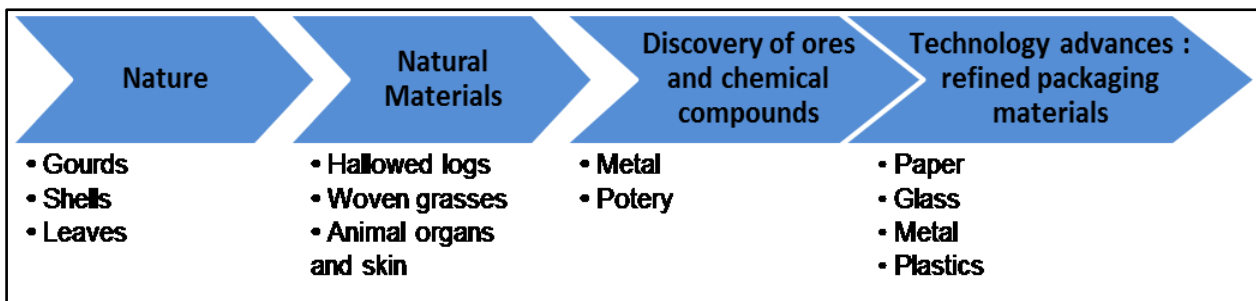 Nature
• Gourds
• Shells
• Leaves
Natural
Materials
• Hallowed logs
• Woven grasses
• Animal organs
and skin
Discovery of ores
and chemical
compounds
• Metal
• Potery
Technology advances :
refined packaging
materials
• Paper
• Glass
• Metal
• Plastics